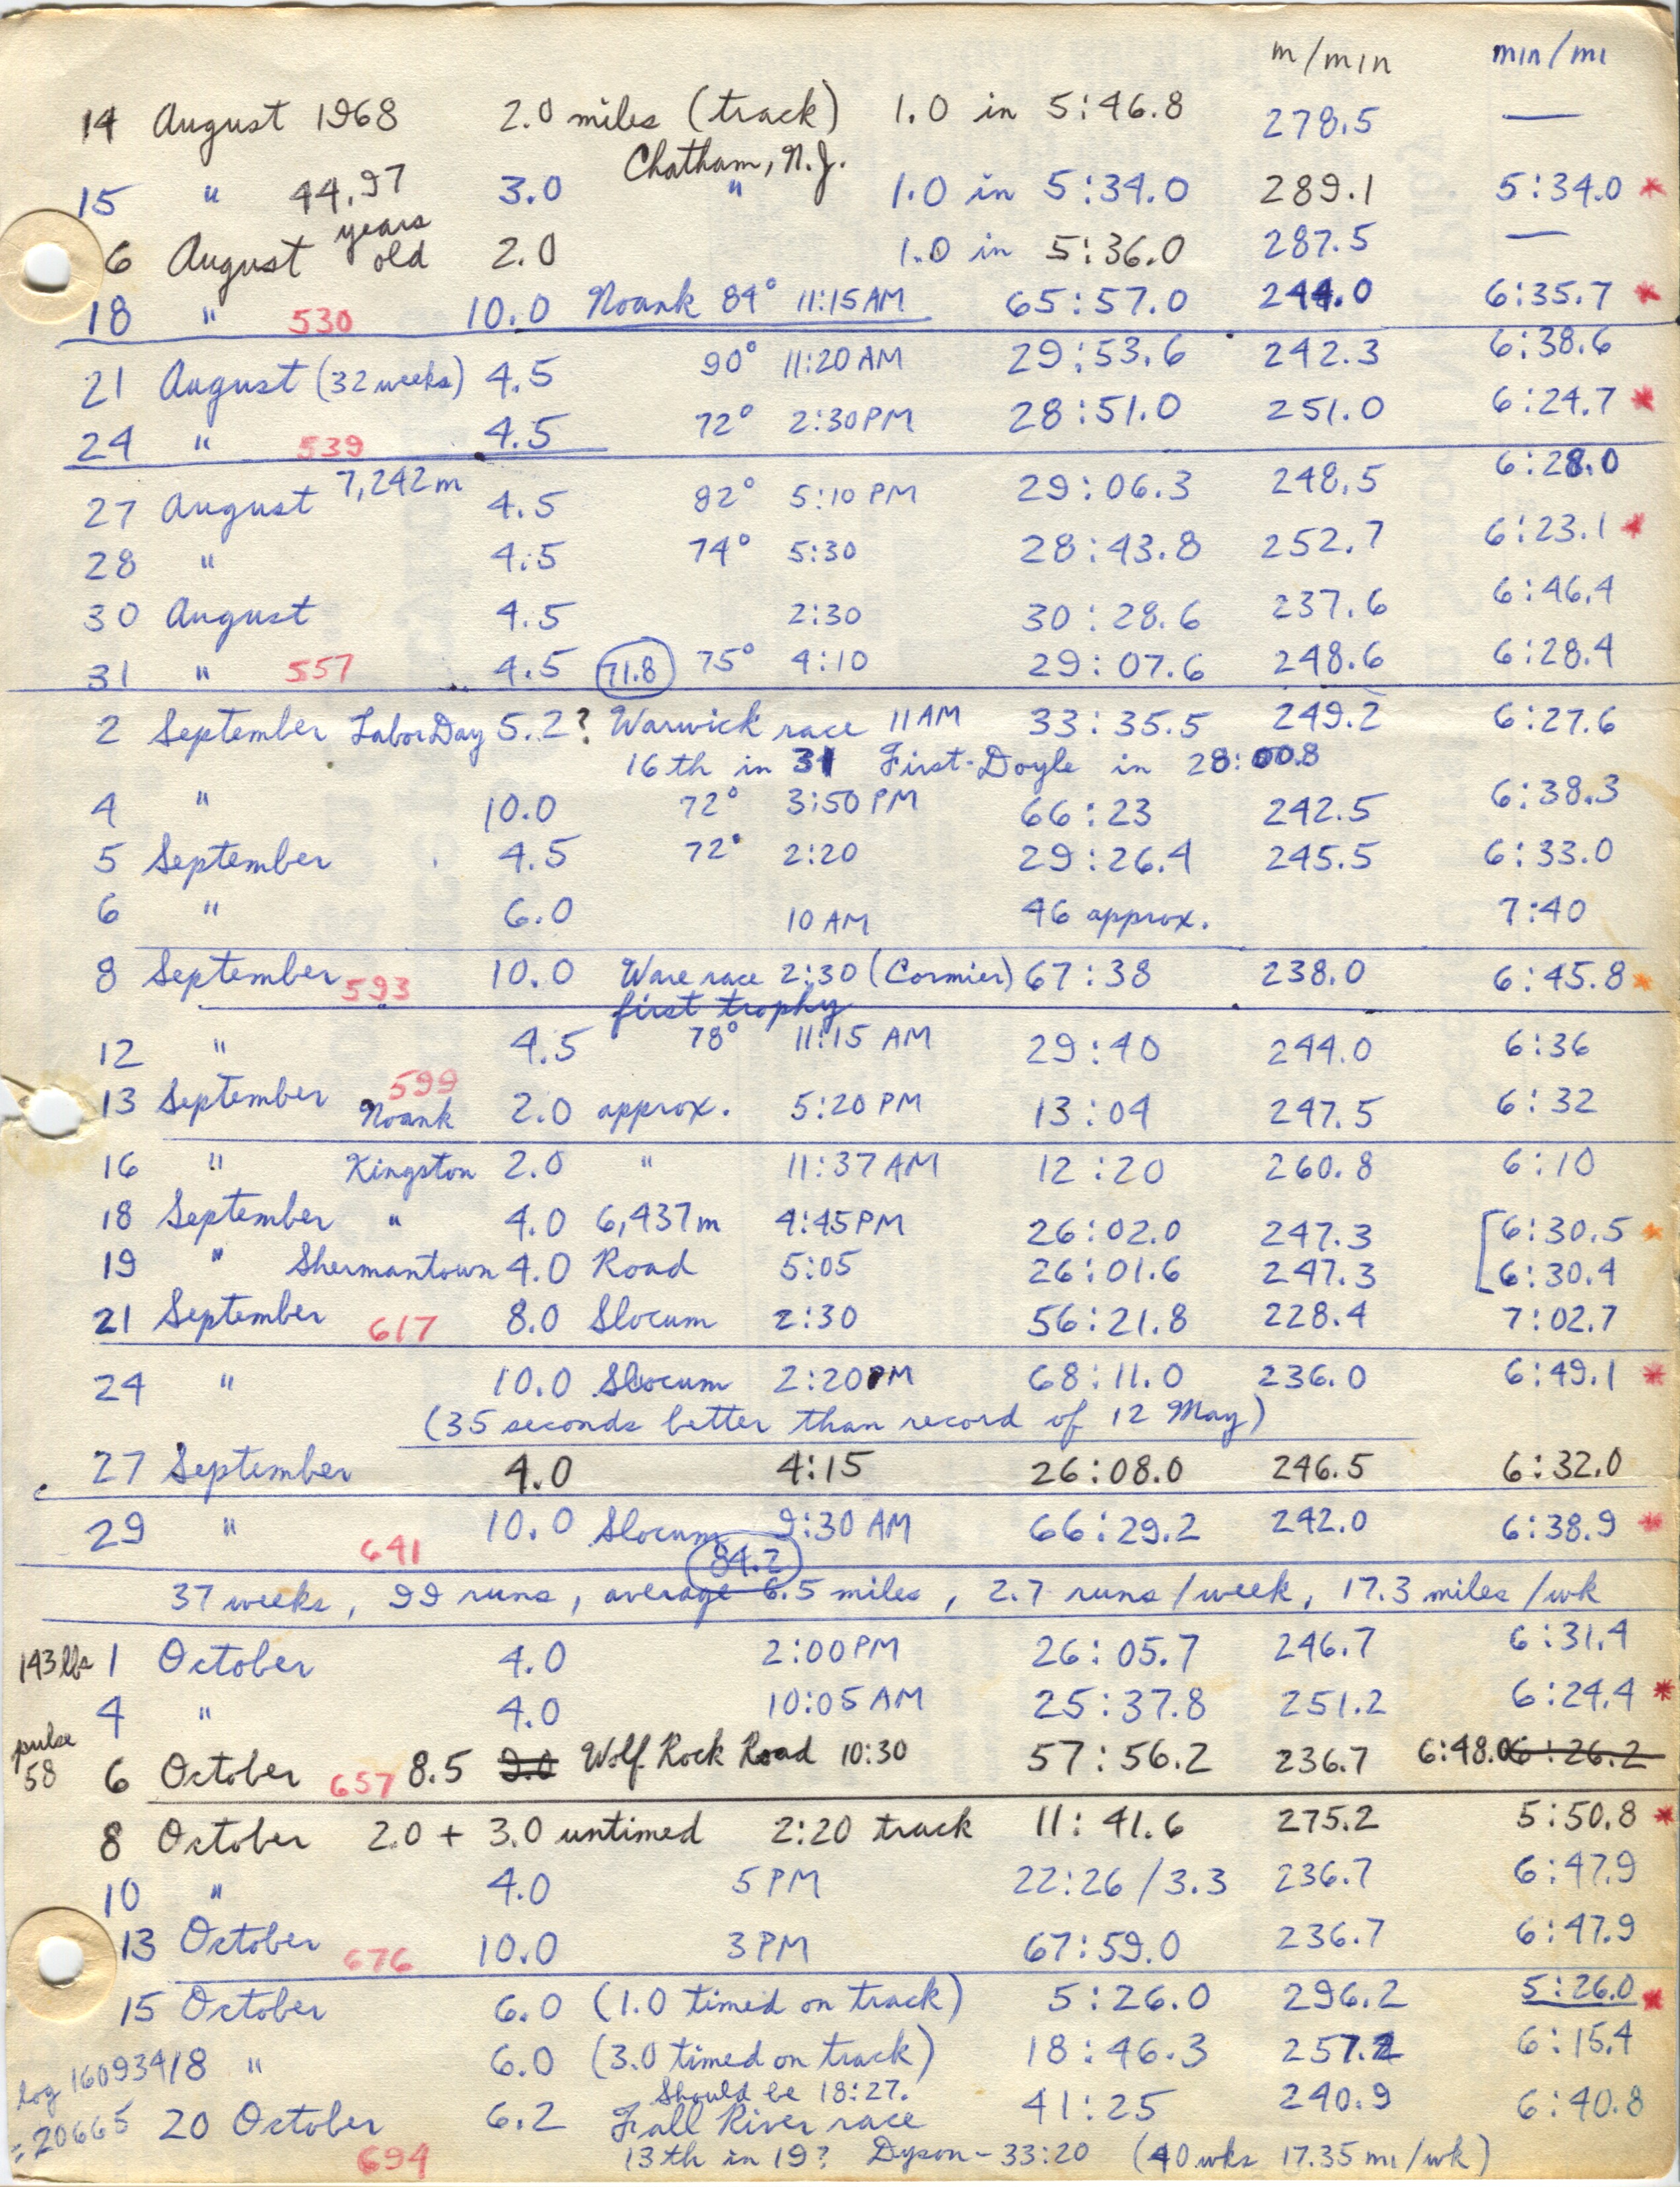 m/min min/mi
14 August 1968 2.0 miles (track) 1.0 in 5:46.8 278.5 —
Chatham, N.J.
15 " 44.97 3.0 " 1.0 in 5:34.0 289.1 5:34.0 *
years
6 August old 2.0 1.0 in 5:36.0 287.5 —
18 " 530 10.0 Noank 84° 11:15 AM 65:57.0 244.0 6:35.7 *
21 August (32 weeks) 4.5 90° 11:20 AM 29:53.6 242.3 6:38.6
24 " 539 4.5 72° 2:30 PM 28:51.0 251.0 6:24.7 *
7,242 m
27 August 4.5 82° 5:10 PM 29:06.3 248.5 6:28.0
28 " 4.5 74° 5:30 28:43.8 252.7 6:23.1 *
30 August 4.5 2:30 30:28.6 237.6 6:46.4
31 " 557 4.5 71.8 75° 4:10 29:07.6 248.6 6:28.4
2 September Labor Day 5.2? Warwick race 11 AM 33:35.5 249.2 6:27.6
16th in 31 First-Doyle in 28:00.8
4 " 10.0 72° 3:50 PM 66:23 242.5 6:38.3
5 September 4.5 72° 2:20 29:26.4 245.5 6:33.0
6 " 6.0 10 AM 46 approx. 7:40
8 September 593 10.0 Ware race 2:30 (Cormier) 67:38 238.0 6:45.8 *
first trophy
12 " 4.5 78° 11:15 AM 29:40 244.0 6:36
599
13 September Noank 2.0 approx. 5:20 PM 13:04 247.5 6:32
16 " Kingston 2.0 " 11:37 AM 12:20 260.8 6:10
18 September " 4.0 6,437 m 4:45 PM 26:02.0 247.3 [6:30.5 *
19 " Shermantown 4.0 Road 5:05 26:01.6 247.3 [6:30.4
21 September 617 8.0 Slocum 2:30 56:21.8 228.4 7:02.7
24 " 10.0 Slocum 2:20 PM 68:11.0 236.0 6:49.1 *
(35 seconds better than record of 12 May)
27 September 4.0 4:15 26:08.0 246.5 6:32.0
29 " 641 10.0 Slocum 9:30 AM 66:29.2 242.0 6:38.9 *
84.2
37 weeks, 99 runs, average 6.5 miles, 2.7 runs/week, 17.3 miles/wk
143 lbs 1 October 4.0 2:00 PM 26:05.7 246.7 6:31.4
4 " 4.0 10:05 AM 25:37.8 251.2 6:24.4 *
pulse
58 6 October 657 8.5 9.0 Wolf Rock Road 10:30 57:56.2 236.7 6:48.0 6:26.2
8 October 2.0 + 3.0 untimed 2:20 track 11:41.6 275.2 5:50.8 *
10 " 4.0 5 PM 22:26/3.3 236.7 6:47.9
13 October 676 10.0 3 PM 67:59.0 236.7 6:47.9
15 October 6.0 (1.0 timed on track) 5:26.0 296.2 5:26.0 *
log 160934 18 " 6.0 (3.0 timed on track) 18:46.3 257.2 6:15.4
Should be 18:27.
= 20665 20 October 6.2 Fall River race 41:25 240.9 6:40.8
694 13th in 19? Dyson - 33:20 (40 wks 17.35 mi/wk)